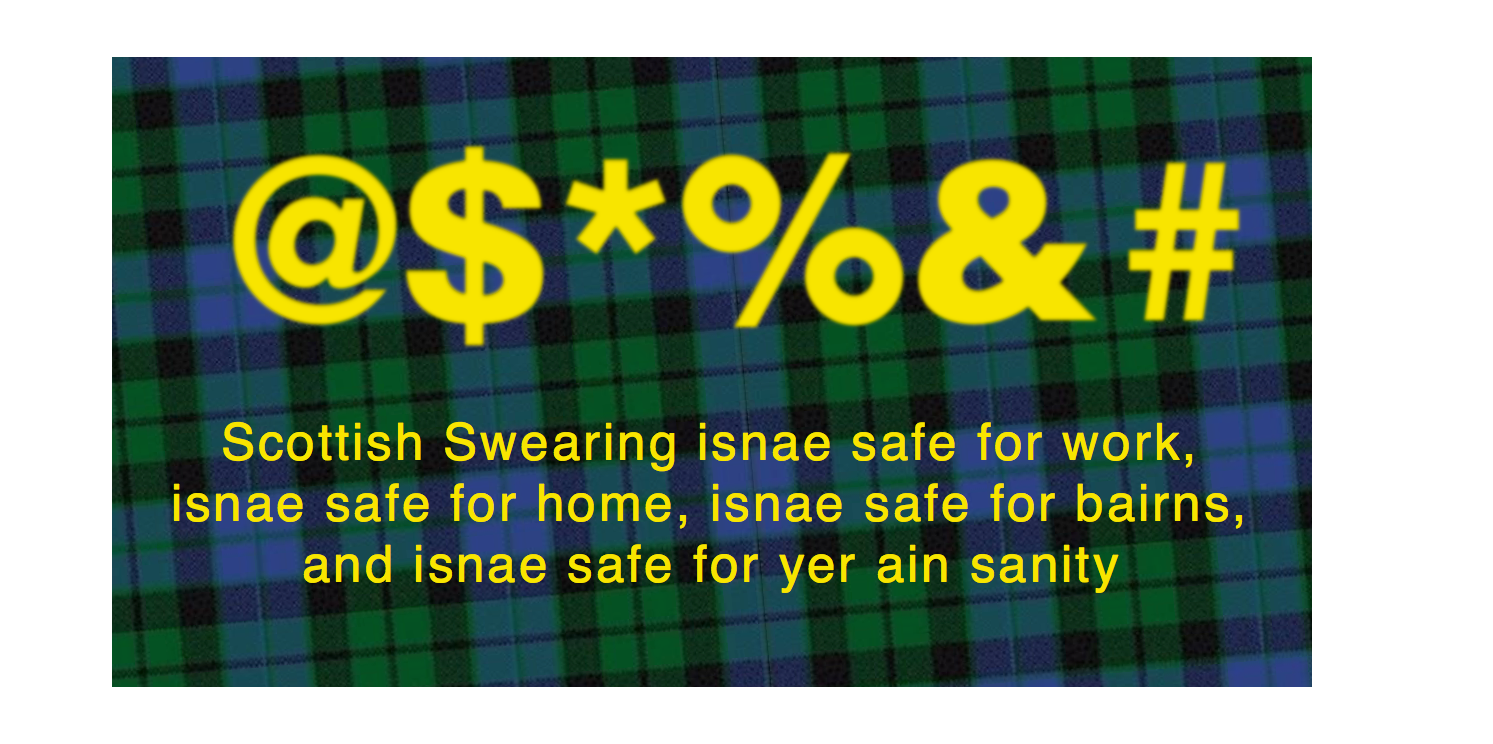 @$*%&#
Scottish Swearing isnae safe for work,
isnae safe for home, isnae safe for bairns,
and isnae safe for yer ain sanity